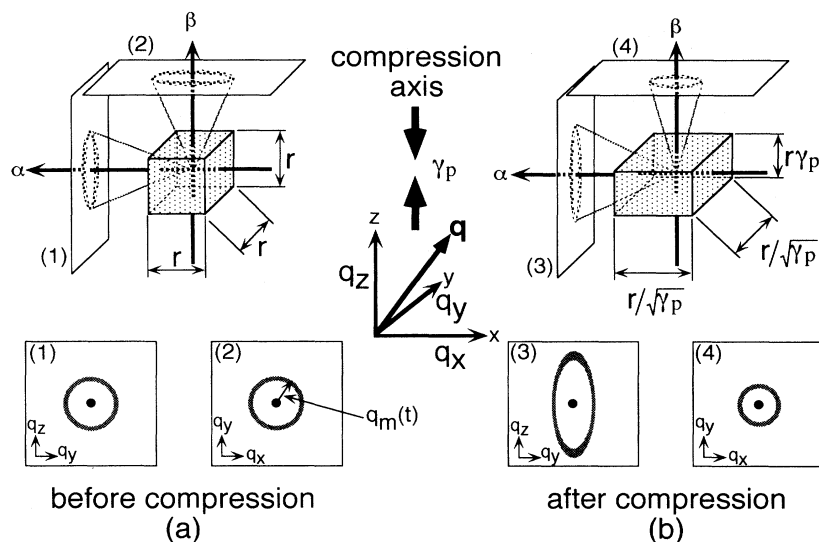 β
(2)
α
r
r
r
(1)
compression
axis
γp
z
q
qz
y
qy
x
qx
β
(4)
α
rγp
(3)
r/√γp
r/√γp
(1)
qz
qy
(2)
qy
qx
qm(t)
(3)
qz
qy
(4)
qy
qx
before compression
(a)
after compression
(b)